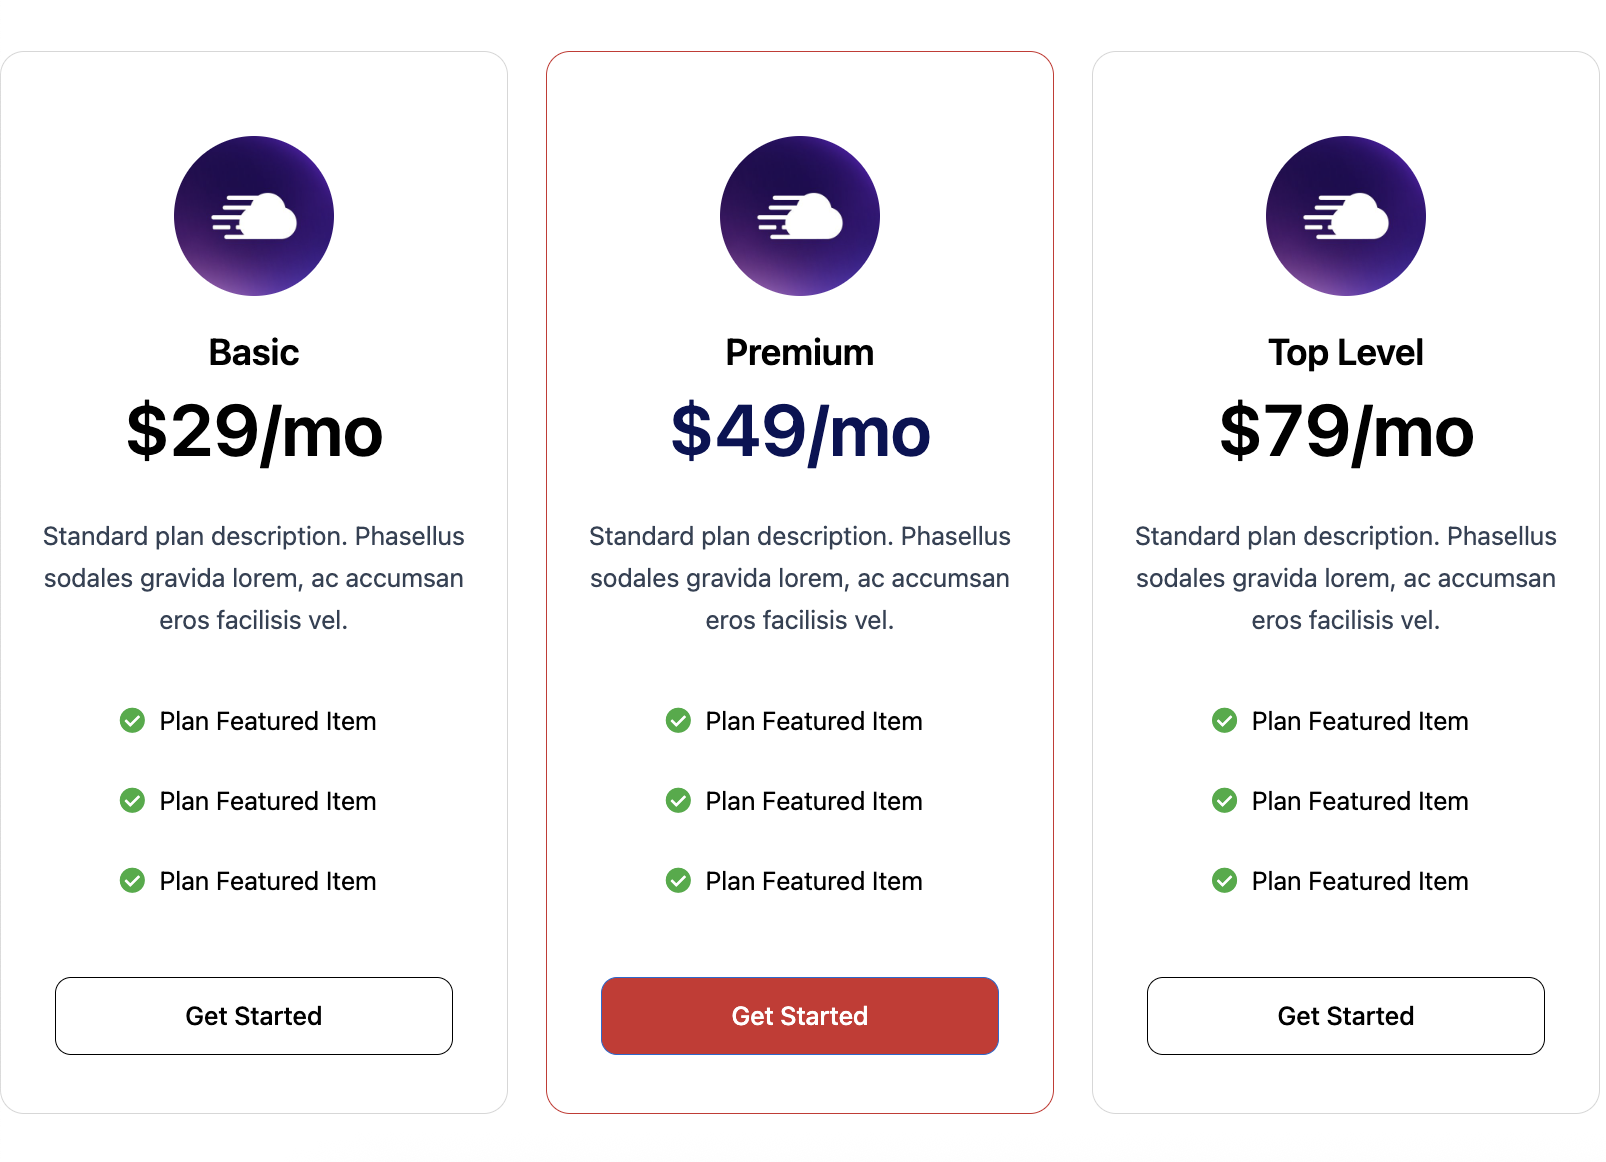 Basic
$29/mo
Standard plan description. Phasellus
sodales gravida lorem, ac accumsan
eros facilisis vel.
Plan Featured Item
Plan Featured Item
Plan Featured Item
Get Started
Premium
$49/mo
Standard plan description. Phasellus
sodales gravida lorem, ac accumsan
eros facilisis vel.
Plan Featured Item
Plan Featured Item
Plan Featured Item
Get Started
Top Level
$79/mo
Standard plan description. Phasellus
sodales gravida lorem, ac accumsan
eros facilisis vel.
Plan Featured Item
Plan Featured Item
Plan Featured Item
Get Started